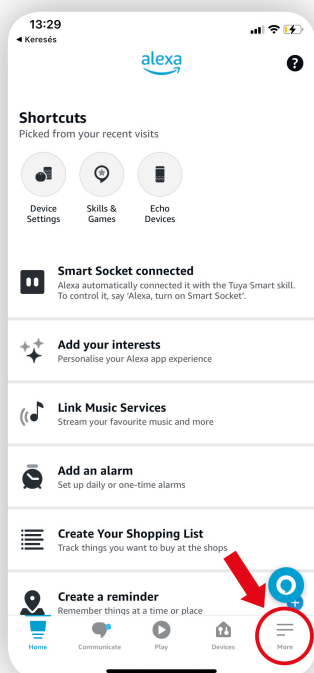 13:29
◄ Keresés
alexa
?
Shortcuts
Picked from your recent visits
Device
Settings
Skills &
Games
Echo
Devices
Smart Socket connected
Alexa automatically connected it with the Tuya Smart skill.
To control it, say 'Alexa, turn on Smart Socket'.
Add your interests
Personalise your Alexa app experience
Link Music Services
Stream your favourite music and more
Add an alarm
Set up daily or one-time alarms
Create Your Shopping List
Track things you want to buy at the shops
Create a reminder
Remember things at a time or place
Home
Communicate
Play
Devices
More